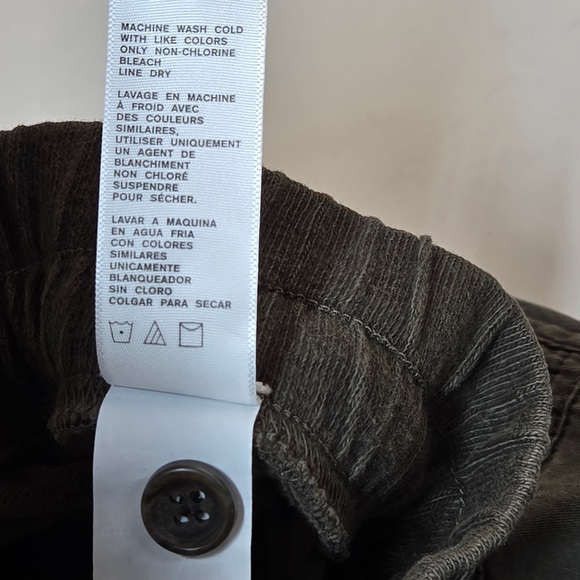 MACHINE WASH COLD
WITH LIKE COLORS
ONLY NON-CHLORINE
BLEACH
LINE DRY
LAVAGE EN MACHINE
À FROID AVEC
DES COULEURS
SIMILAIRES,
UTILISER UNIQUEMENT
UN AGENT DE
BLANCHIMENT
NON CHLORÉ
SUSPENDRE
POUR SÉCHER.
LAVAR A MAQUINA
EN AGUA FRIA
CON COLORES
SIMILARES
UNICAMENTE
BLANQUEADOR
SIN CLORO
COLGAR PARA SECAR